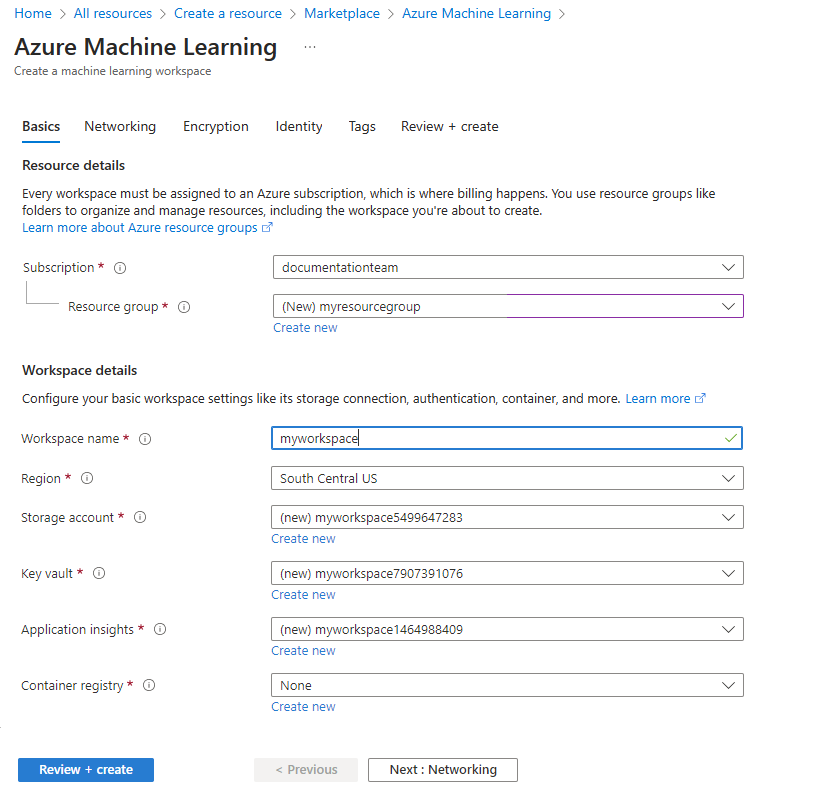 Home > All resources > Create a resource > Marketplace > Azure Machine Learning >
Azure Machine Learning ...
Create a machine learning workspace
Basics Networking Encryption Identity Tags Review + create
Resource details
Every workspace must be assigned to an Azure subscription, which is where billing happens. You use resource groups like
folders to organize and manage resources, including the workspace you're about to create.
Learn more about Azure resource groups
Subscription * documentationteam
Resource group * (New) myresourcegroup
Create new
Workspace details
Configure your basic workspace settings like its storage connection, authentication, container, and more. Learn more
Workspace name * myworkspace
Region * South Central US
Storage account * (new) myworkspace5499647283
Create new
Key vault * (new) myworkspace7907391076
Create new
Application insights * (new) myworkspace1464988409
Create new
Container registry * None
Create new
Review + create < Previous Next : Networking